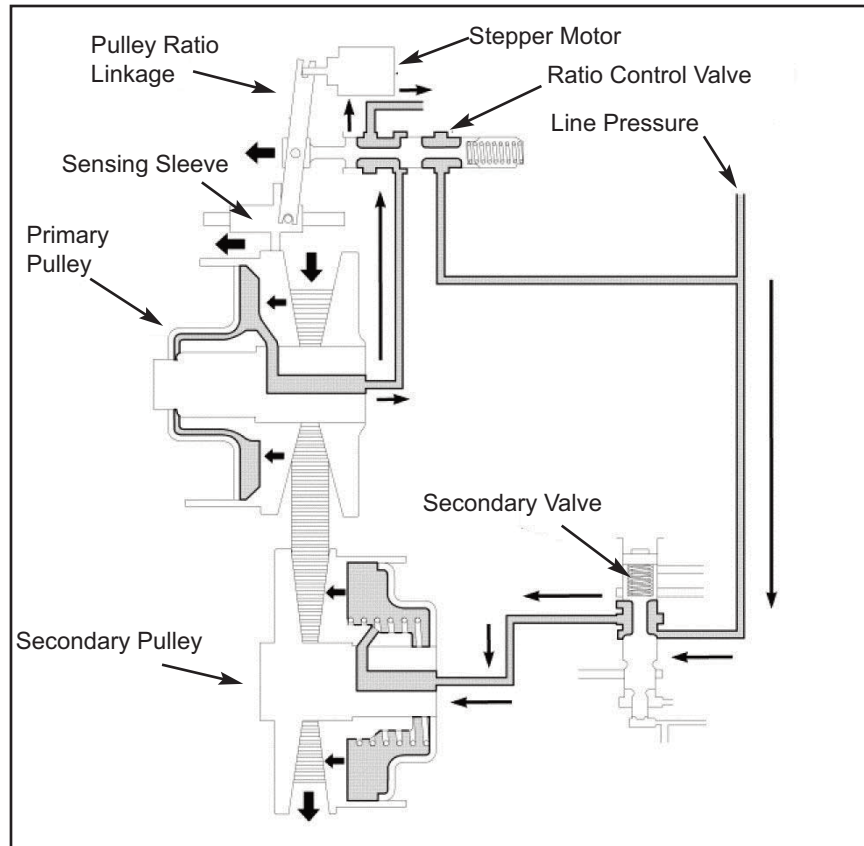 Pulley Ratio
Linkage
Stepper Motor
Ratio Control Valve
Line Pressure
Sensing Sleeve
Primary
Pulley
Secondary Valve
Secondary Pulley